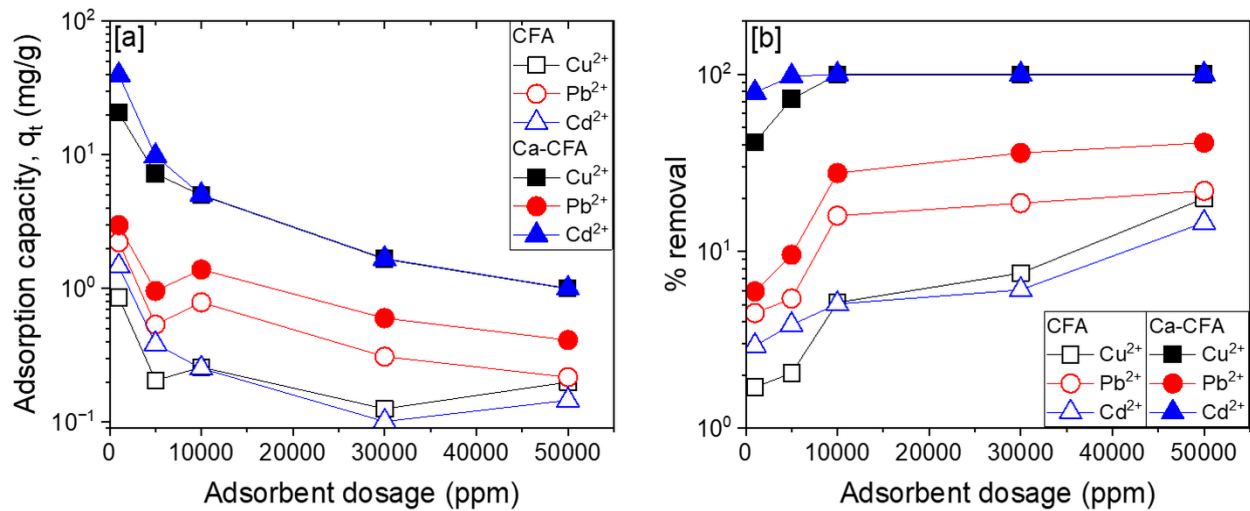 [a]
10²
10¹
10⁰
10⁻¹
Adsorption capacity, qₜ (mg/g)
0 10000 20000 30000 40000 50000
Adsorbent dosage (ppm)
CFA
Cu²⁺
Pb²⁺
Cd²⁺
Ca-CFA
Cu²⁺
Pb²⁺
Cd²⁺
[b]
10²
10¹
10⁰
% removal
0 10000 20000 30000 40000 50000
Adsorbent dosage (ppm)
CFA Ca-CFA
Cu²⁺ Cu²⁺
Pb²⁺ Pb²⁺
Cd²⁺ Cd²⁺